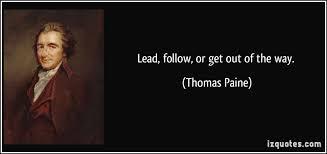 Lead, follow, or get out of the way.
(Thomas Paine)
izquotes.com